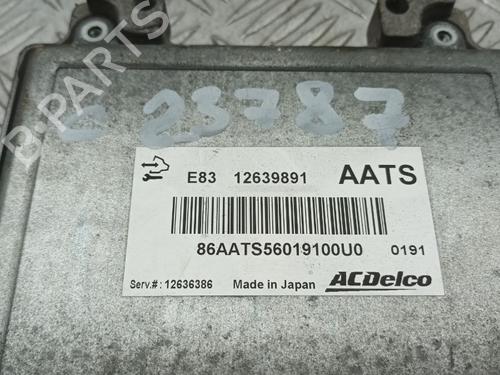 B-PARTS
23787
E83 12639891 AATS
86AATS56019100U0 0191
Serv.#: 12636386 Made in Japan ACDelco